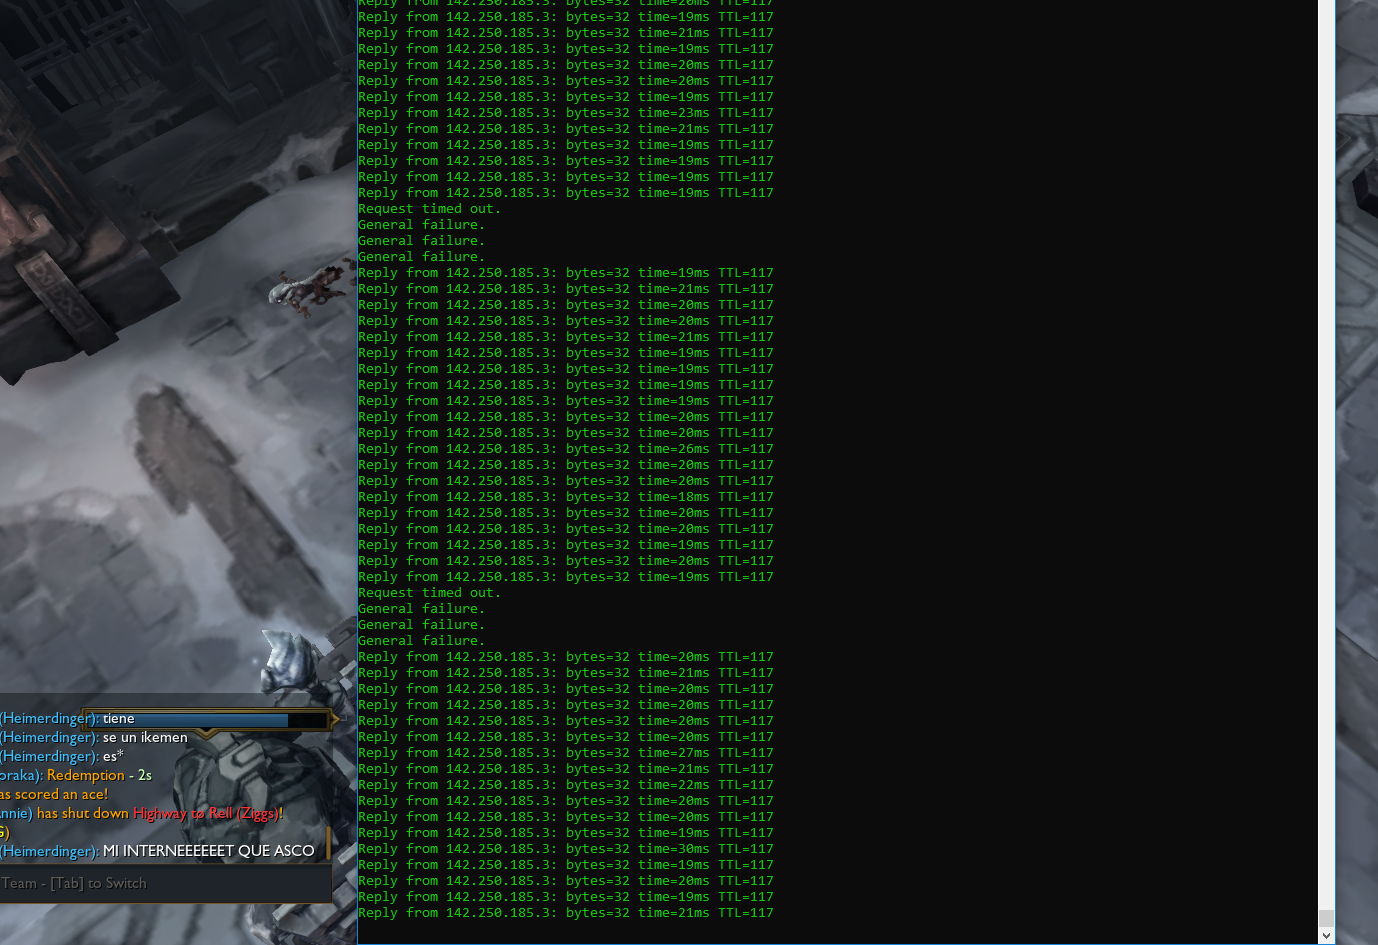 Reply from 142.250.185.3: bytes=32 time=20ms TTL=117
Reply from 142.250.185.3: bytes=32 time=19ms TTL=117
Reply from 142.250.185.3: bytes=32 time=21ms TTL=117
Reply from 142.250.185.3: bytes=32 time=19ms TTL=117
Reply from 142.250.185.3: bytes=32 time=20ms TTL=117
Reply from 142.250.185.3: bytes=32 time=20ms TTL=117
Reply from 142.250.185.3: bytes=32 time=19ms TTL=117
Reply from 142.250.185.3: bytes=32 time=23ms TTL=117
Reply from 142.250.185.3: bytes=32 time=21ms TTL=117
Reply from 142.250.185.3: bytes=32 time=19ms TTL=117
Reply from 142.250.185.3: bytes=32 time=19ms TTL=117
Reply from 142.250.185.3: bytes=32 time=19ms TTL=117
Reply from 142.250.185.3: bytes=32 time=19ms TTL=117
Request timed out.
General failure.
General failure.
General failure.
Reply from 142.250.185.3: bytes=32 time=19ms TTL=117
Reply from 142.250.185.3: bytes=32 time=21ms TTL=117
Reply from 142.250.185.3: bytes=32 time=20ms TTL=117
Reply from 142.250.185.3: bytes=32 time=20ms TTL=117
Reply from 142.250.185.3: bytes=32 time=21ms TTL=117
Reply from 142.250.185.3: bytes=32 time=19ms TTL=117
Reply from 142.250.185.3: bytes=32 time=19ms TTL=117
Reply from 142.250.185.3: bytes=32 time=19ms TTL=117
Reply from 142.250.185.3: bytes=32 time=19ms TTL=117
Reply from 142.250.185.3: bytes=32 time=20ms TTL=117
Reply from 142.250.185.3: bytes=32 time=20ms TTL=117
Reply from 142.250.185.3: bytes=32 time=26ms TTL=117
Reply from 142.250.185.3: bytes=32 time=20ms TTL=117
Reply from 142.250.185.3: bytes=32 time=20ms TTL=117
Reply from 142.250.185.3: bytes=32 time=18ms TTL=117
Reply from 142.250.185.3: bytes=32 time=20ms TTL=117
Reply from 142.250.185.3: bytes=32 time=20ms TTL=117
Reply from 142.250.185.3: bytes=32 time=19ms TTL=117
Reply from 142.250.185.3: bytes=32 time=20ms TTL=117
Reply from 142.250.185.3: bytes=32 time=19ms TTL=117
Request timed out.
General failure.
General failure.
General failure.
Reply from 142.250.185.3: bytes=32 time=20ms TTL=117
Reply from 142.250.185.3: bytes=32 time=21ms TTL=117
Reply from 142.250.185.3: bytes=32 time=20ms TTL=117
Reply from 142.250.185.3: bytes=32 time=20ms TTL=117
Reply from 142.250.185.3: bytes=32 time=20ms TTL=117
Reply from 142.250.185.3: bytes=32 time=20ms TTL=117
Reply from 142.250.185.3: bytes=32 time=27ms TTL=117
Reply from 142.250.185.3: bytes=32 time=21ms TTL=117
Reply from 142.250.185.3: bytes=32 time=22ms TTL=117
Reply from 142.250.185.3: bytes=32 time=20ms TTL=117
Reply from 142.250.185.3: bytes=32 time=20ms TTL=117
Reply from 142.250.185.3: bytes=32 time=19ms TTL=117
Reply from 142.250.185.3: bytes=32 time=30ms TTL=117
Reply from 142.250.185.3: bytes=32 time=19ms TTL=117
Reply from 142.250.185.3: bytes=32 time=20ms TTL=117
Reply from 142.250.185.3: bytes=32 time=19ms TTL=117
Reply from 142.250.185.3: bytes=32 time=21ms TTL=117
(Heimerdinger): tiene
(Heimerdinger): se un ikemen
(Heimerdinger): es*
oraka): Redemption - 2s
as scored an ace!
nnie) has shut down Highway to Rell (Ziggs)!
G)
(Heimerdinger): MI INTERNEEEEEET QUE ASCO
Team - [Tab] to Switch